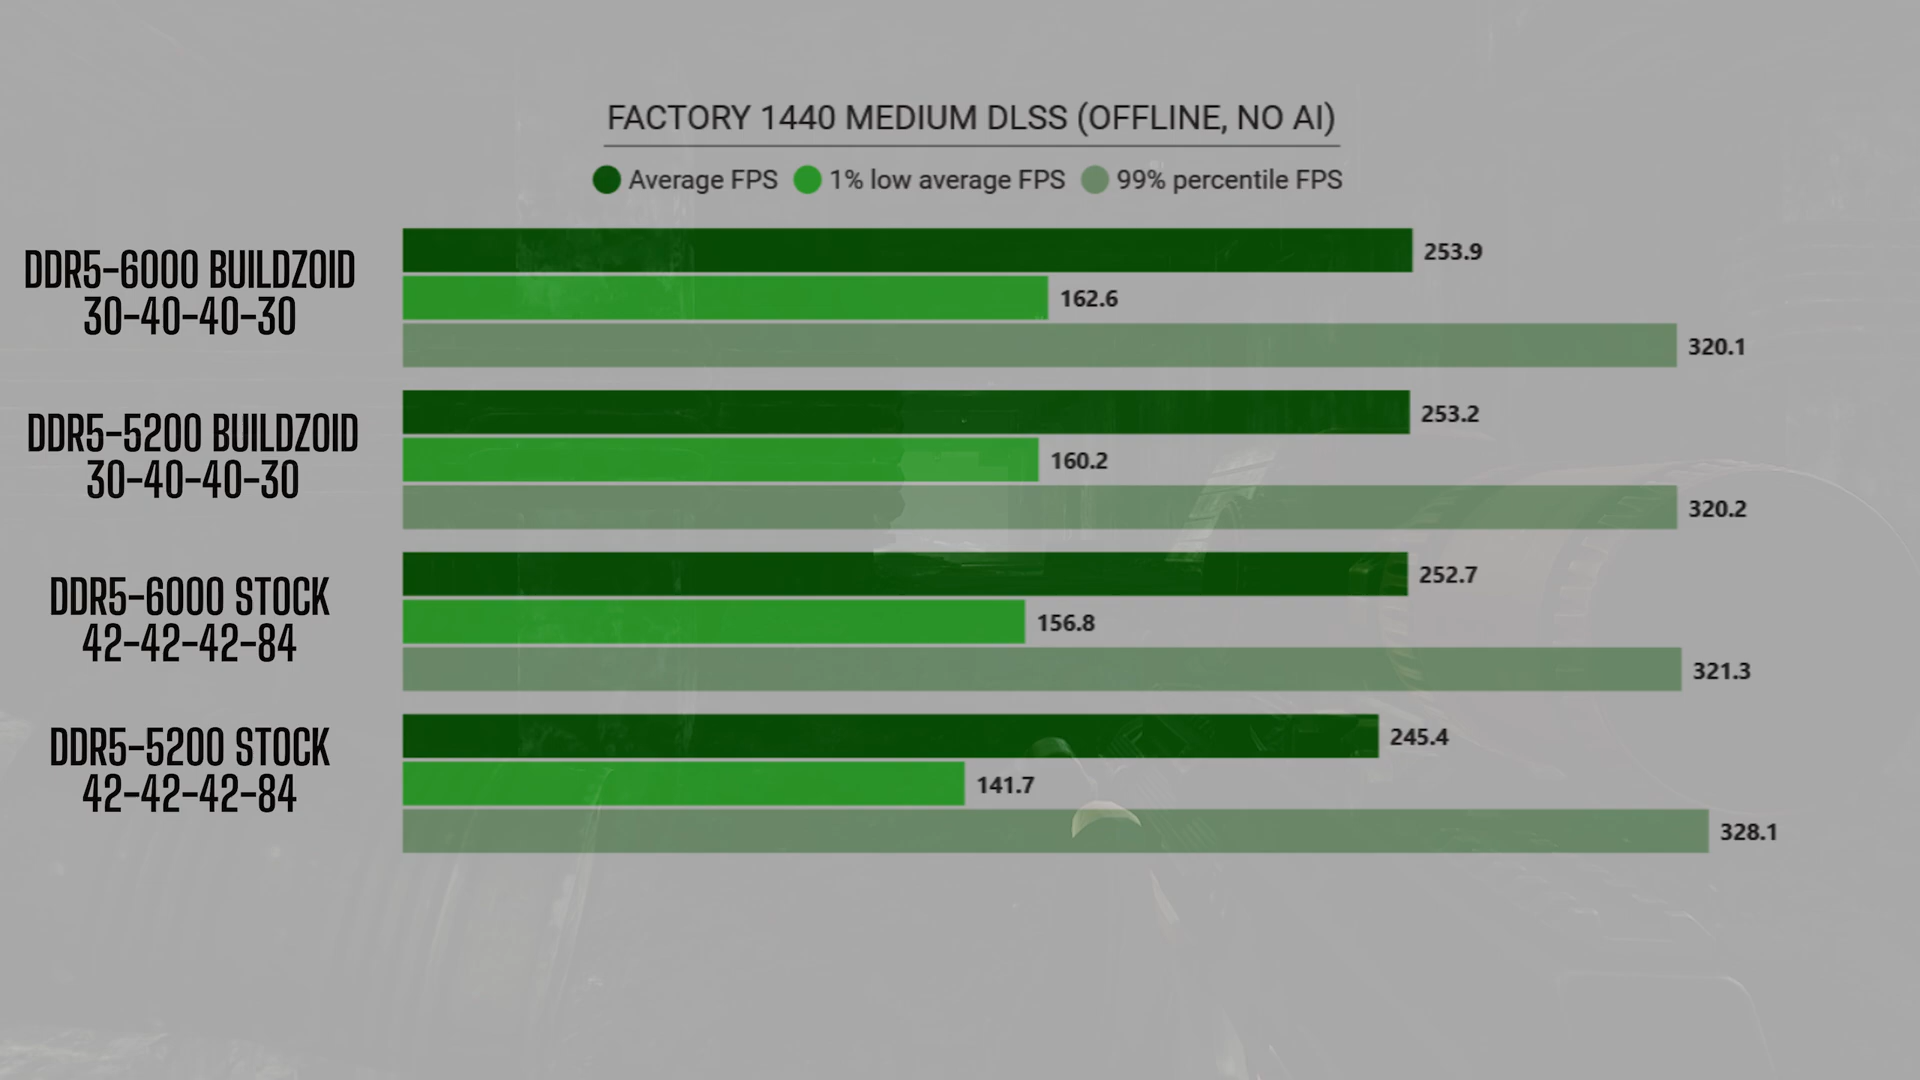 FACTORY 1440 MEDIUM DLSS (OFFLINE, NO AI)
Average FPS 1% low average FPS 99% percentile FPS
DDR5-6000 BUILDZOID
30-40-40-30
253.9
162.6
320.1
DDR5-5200 BUILDZOID
30-40-40-30
253.2
160.2
320.2
DDR5-6000 STOCK
42-42-42-84
252.7
156.8
321.3
DDR5-5200 STOCK
42-42-42-84
245.4
141.7
328.1